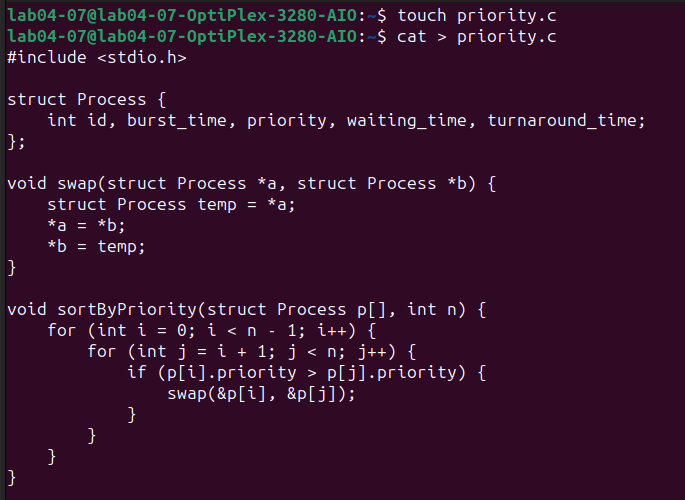 lab04-07@lab04-07-OptiPlex-3280-AIO:~$ touch priority.c
lab04-07@lab04-07-OptiPlex-3280-AIO:~$ cat > priority.c
#include <stdio.h>

struct Process {
    int id, burst_time, priority, waiting_time, turnaround_time;
};

void swap(struct Process *a, struct Process *b) {
    struct Process temp = *a;
    *a = *b;
    *b = temp;
}

void sortByPriority(struct Process p[], int n) {
    for (int i = 0; i < n - 1; i++) {
        for (int j = i + 1; j < n; j++) {
            if (p[i].priority > p[j].priority) {
                swap(&p[i], &p[j]);
            }
        }
    }
}